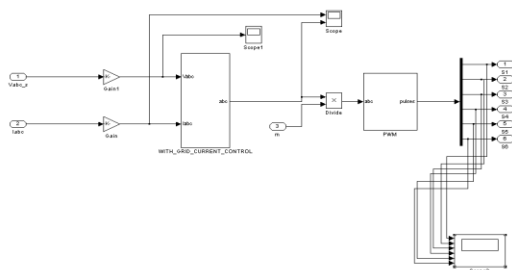 Scope
Scope1
1
Vabc_s
K-
Gain1
Vabc
Iabc
abc
2
Iabc
K-
Gain
WITH_GRID_CURRENT_CONTROL
×
Divide
3
m
abc
pulses
PWM
1
S1
2
S2
3
S3
4
S4
5
S5
6
S6